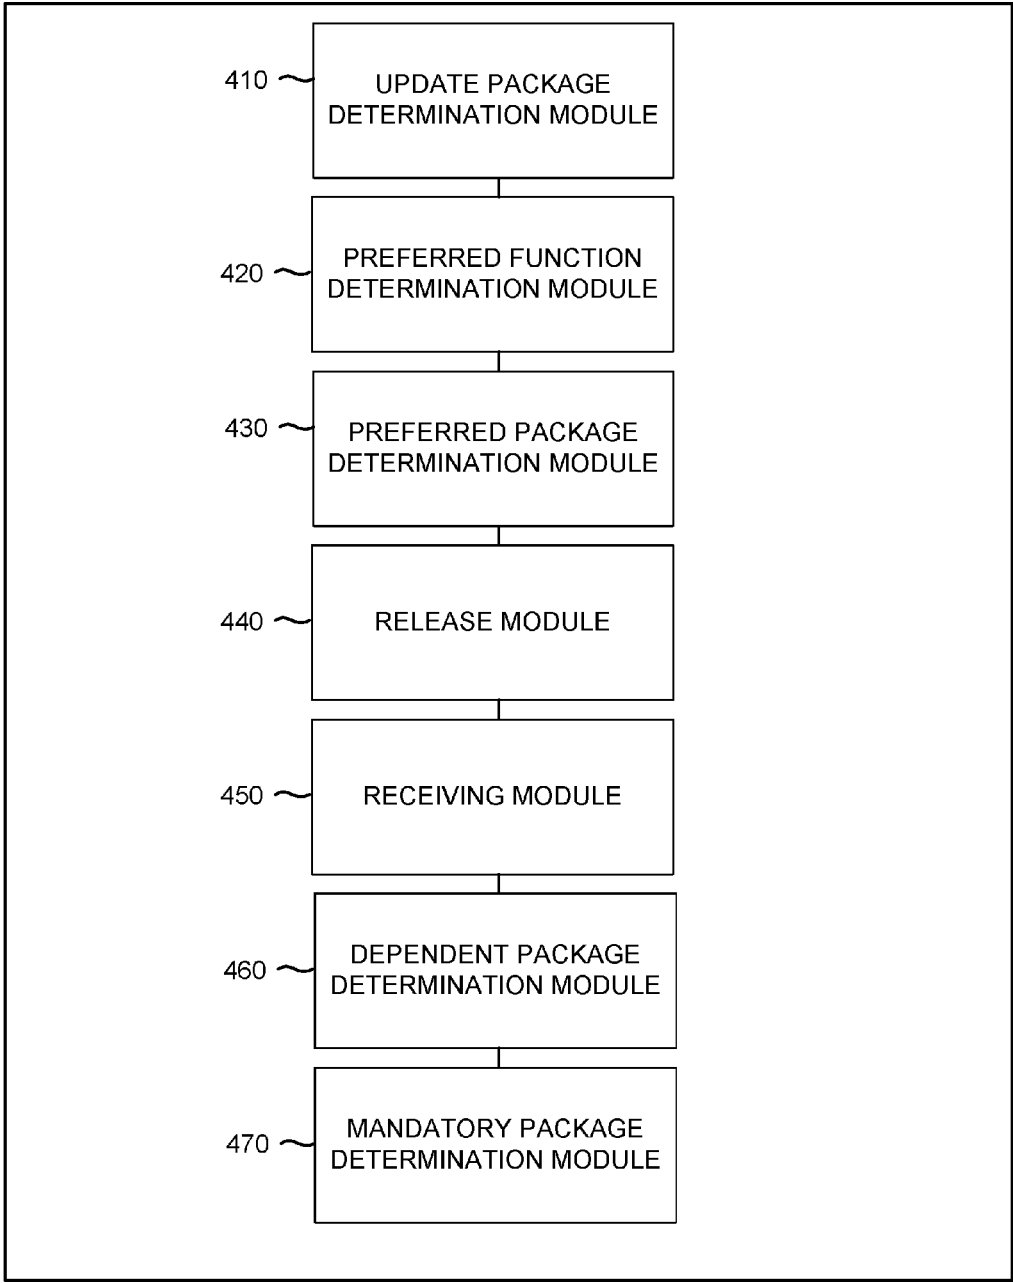 410
UPDATE PACKAGE
DETERMINATION MODULE
420
PREFERRED FUNCTION
DETERMINATION MODULE
430
PREFERRED PACKAGE
DETERMINATION MODULE
440
RELEASE MODULE
450
RECEIVING MODULE
460
DEPENDENT PACKAGE
DETERMINATION MODULE
470
MANDATORY PACKAGE
DETERMINATION MODULE